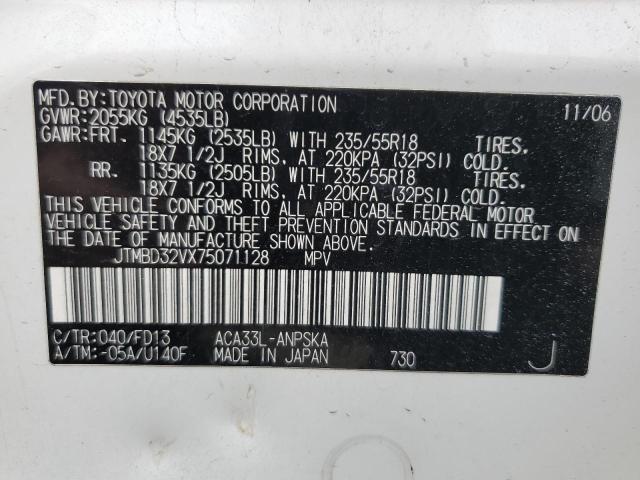 MFD.BY:TOYOTA MOTOR CORPORATION 11/06
GVWR:2055KG (4535LB)
GAWR:FRT. 1145KG (2535LB) WITH 235/55R18 TIRES.
18X7 1/2J RIMS, AT 220KPA (32PSI) COLD.
RR. 1135KG (2505LB) WITH 235/55R18 TIRES.
18X7 1/2J RIMS, AT 220KPA (32PSI) COLD.
THIS VEHICLE CONFORMS TO ALL APPLICABLE FEDERAL MOTOR
VEHICLE SAFETY AND THEFT PREVENTION STANDARDS IN EFFECT ON
THE DATE OF MANUFACTURE SHOWN ABOVE.
JTMBD32VX75071128 MPV
C/TR:040/FD13 ACA33L-ANPSKA
A/TM:-05A/U140F MADE IN JAPAN 730 J